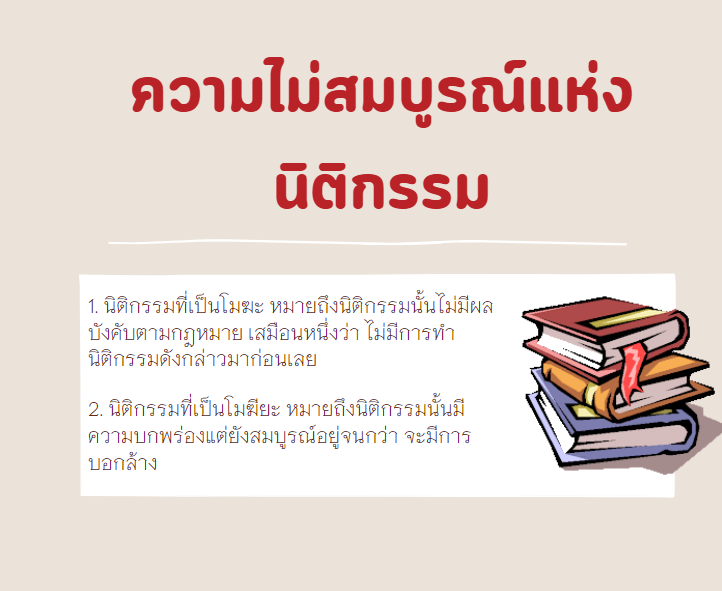 ความไม่สมบูรณ์แห่ง
นิติกรรม
1. นิติกรรมที่เป็นโมฆะ หมายถึงนิติกรรมนั้นไม่มีผล
บังคับตามกฎหมาย เสมือนหนึ่งว่า ไม่มีการทำ
นิติกรรมดังกล่าวมาก่อนเลย
2. นิติกรรมที่เป็นโมฆียะ หมายถึงนิติกรรมนั้นมี
ความบกพร่องแต่ยังสมบูรณ์อยู่จนกว่า จะมีการ
บอกล้าง